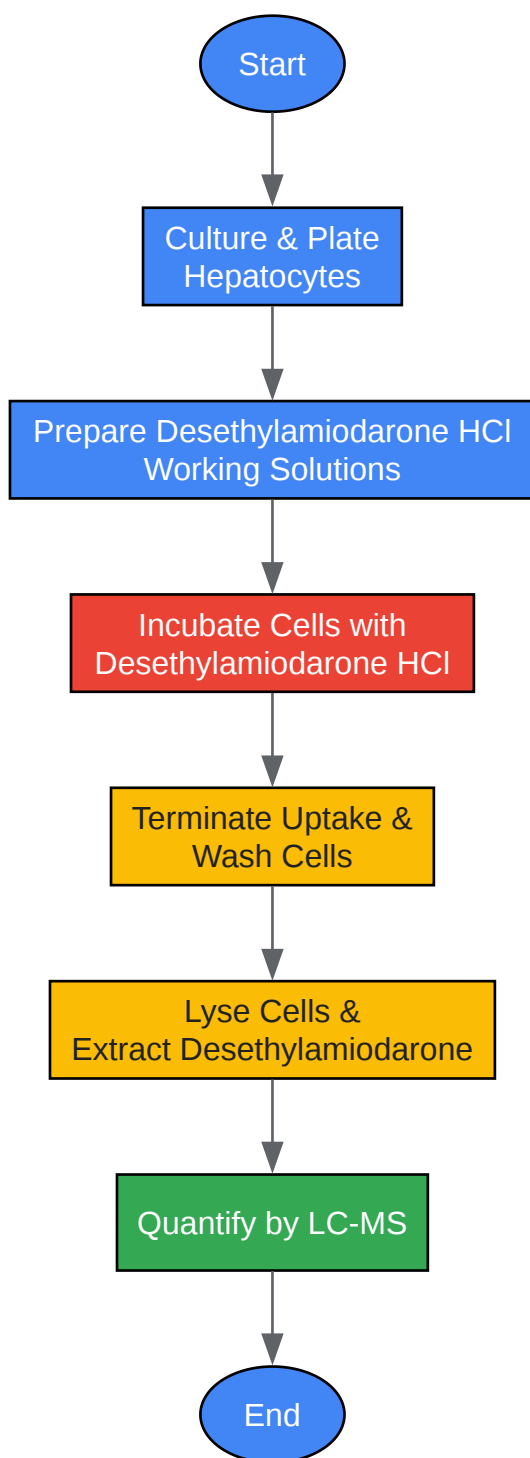 Start
Culture & Plate
Hepatocytes
Prepare Desethylamiodarone HCl
Working Solutions
Incubate Cells with
Desethylamiodarone HCl
Terminate Uptake &
Wash Cells
Lyse Cells &
Extract Desethylamiodarone
Quantify by LC-MS
End